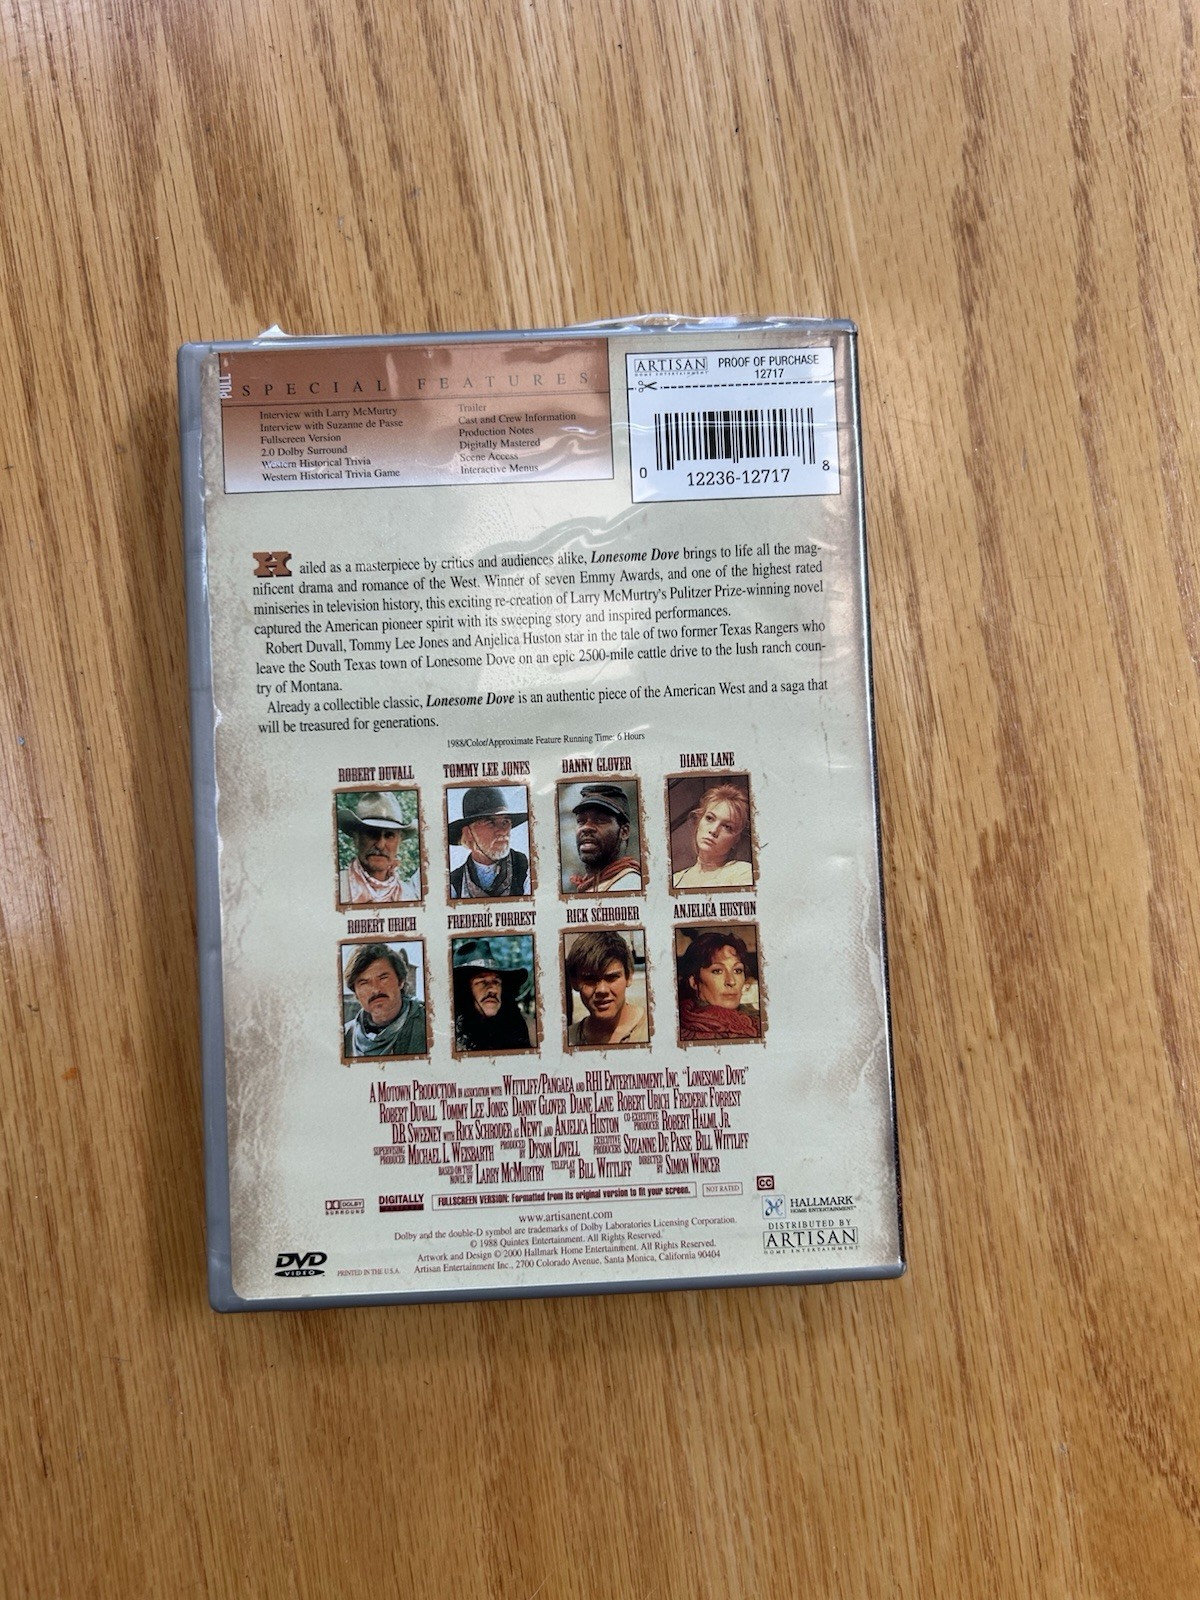 PULL
SPECIAL FEATURES
Interview with Larry McMurtry
Interview with Suzanne de Passe
Fullscreen Version
2.0 Dolby Surround
Western Historical Trivia
Western Historical Trivia Game
Trailer
Cast and Crew Information
Production Notes
Digitally Mastered
Scene Access
Interactive Menus
ARTISAN
HOME ENTERTAINMENT
PROOF OF PURCHASE
12717
0 12236-12717 8
Hailed as a masterpiece by critics and audiences alike, Lonesome Dove brings to life all the mag-
nificent drama and romance of the West. Winner of seven Emmy Awards, and one of the highest rated
miniseries in television history, this exciting re-creation of Larry McMurty's Pulitzer Prize-winning novel
captured the American pioneer spirit with its sweeping story and inspired performances.
Robert Duvall, Tommy Lee Jones and Anjelica Huston star in the tale of two former Texas Rangers who
leave the South Texas town of Lonesome Dove on an epic 2500-mile cattle drive to the lush ranch coun-
try of Montana.
Already a collectible classic, Lonesome Dove is an authentic piece of the American West and a saga that
will be treasured for generations.
1988/Color/Approximate Feature Running Time: 6 Hours
ROBERT DUVALL TOMMY LEE JONES DANNY GLOVER DIANE LANE
ROBERT URICH FREDERIC FORREST RICK SCHRODER ANJELICA HUSTON
A MOTOWN PRODUCTION IN ASSOCIATION WITH WITTLIFF/PANGAEA AND RHI ENTERTAINMENT, INC. "LONESOME DOVE"
ROBERT DUVALL TOMMY LEE JONES DANNY GLOVER DIANE LANE ROBERT URICH FREDERIC FORREST
D.B. SWEENEY WITH RICK SCHRODER AS NEWT AND ANJELICA HUSTON CO-EXECUTIVE PRODUCER ROBERT HALMI, JR.
SUPERVISING PRODUCER MICHAEL L. WEISBARTH PRODUCED BY DYSON LOVELL EXECUTIVE PRODUCERS SUZANNE DE PASSE BILL WITTLIFF
BASED ON THE NOVEL BY LARRY MCMURTRY TELEPLAY BY BILL WITTLIFF DIRECTED BY SIMON WINCER
DOLBY SURROUND
DIGITALLY MASTERED
FULLSCREEN VERSION: Formatted from its original version to fit your screen.
NOT RATED
CC
www.artisanent.com
Dolby and the double-D symbol are trademarks of Dolby Laboratories Licensing Corporation.
© 1988 Quintex Entertainment. All Rights Reserved.
Artwork and Design © 2000 Hallmark Home Entertainment. All Rights Reserved.
Artisan Entertainment Inc., 2700 Colorado Avenue, Santa Monica, California 90404
HALLMARK
HOME ENTERTAINMENT
DISTRIBUTED BY
ARTISAN
HOME ENTERTAINMENT
DVD
VIDEO
PRINTED IN THE U.S.A.